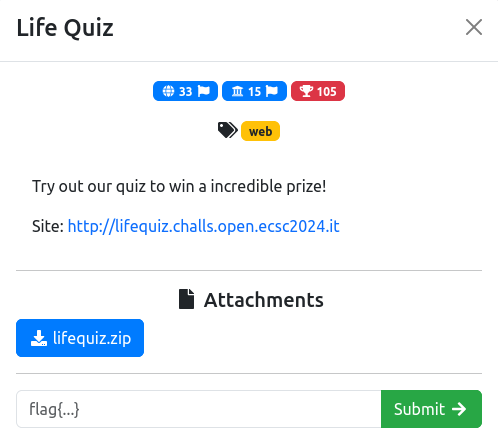 Life Quiz
33 15 105
web
Try out our quiz to win a incredible prize!
Site: http://lifequiz.challs.open.ecsc2024.it
Attachments
lifequiz.zip
flag{...} Submit